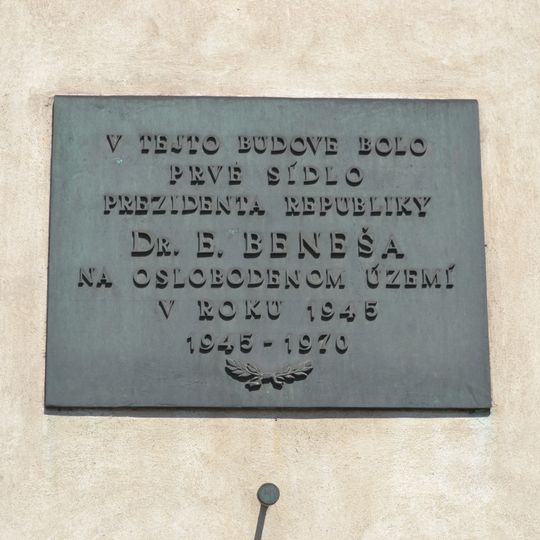 V TEJTO BUDOVE BOLO
PRVÉ SÍDLO
PREZIDENTA REPUBLIKY
DR. E. BENEŠA
NA OSLOBODENOM ÚZEMÍ
V ROKU 1945
1945 - 1970